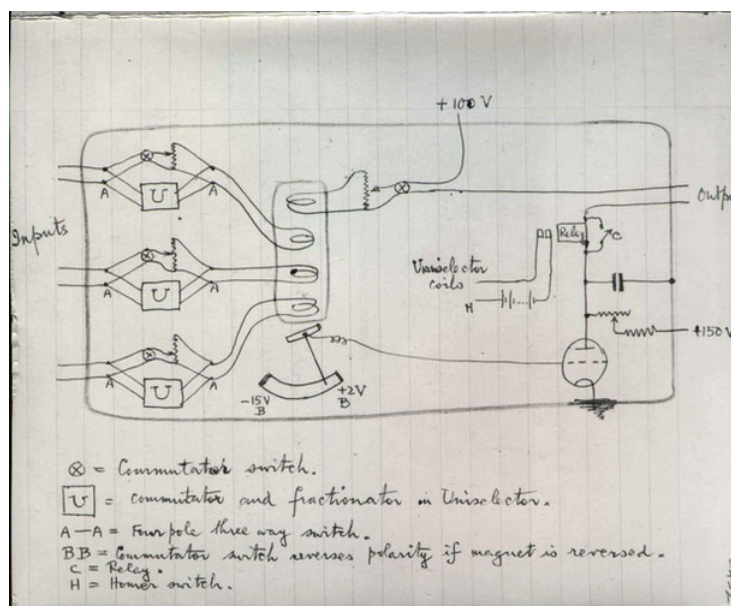 +100 V
A
A
U
Inputs
Output
Relay
C
Uniselector
coils
A
A
U
H
+150 V
A
A
U
-15V
B
+2V
B
⊗ = Commutator switch.
U = commutator and fractionator in Uniselector.
A—A = Four pole three way switch.
B.B = Commutator switch reverses polarity if magnet is reversed.
C = Relay.
H = Homer switch.